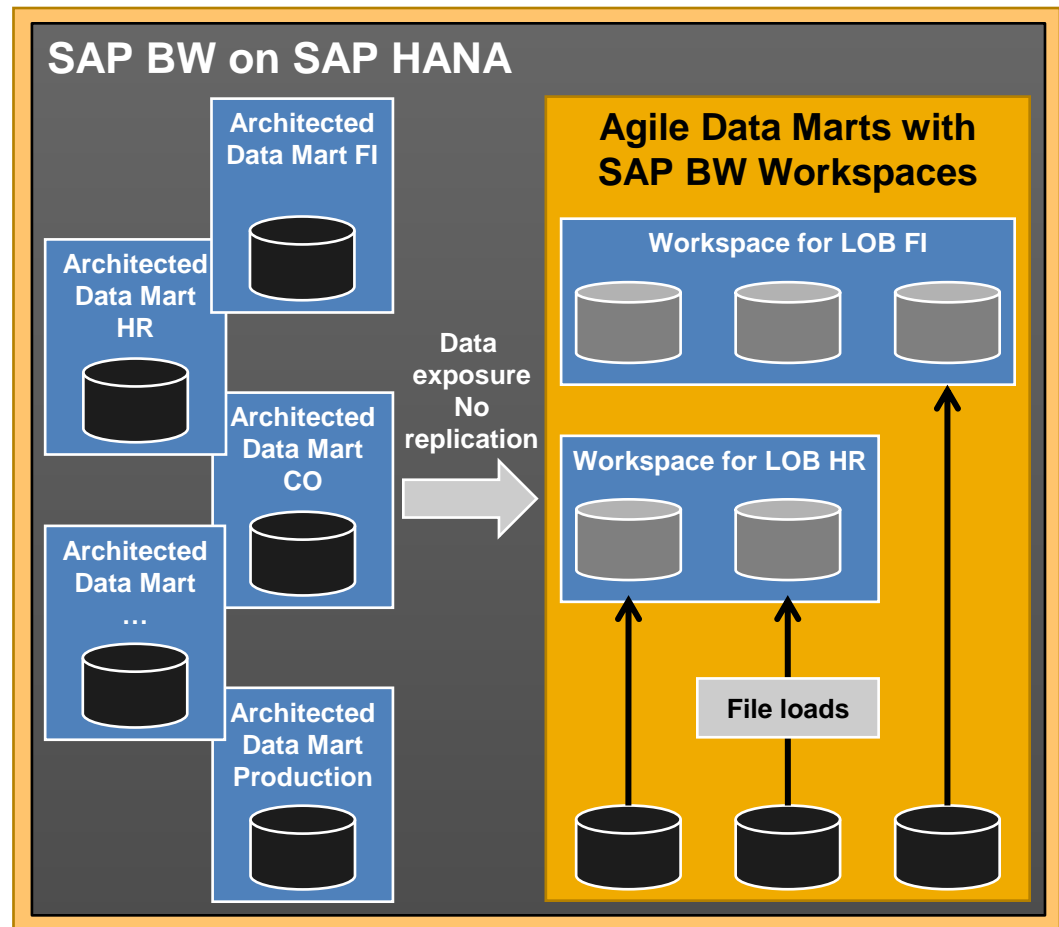 SAP BW on SAP HANA
Architected
Data Mart FI
Architected
Data Mart
HR
Architected
Data Mart
CO
Architected
Data Mart
…
Architected
Data Mart
Production
Data
exposure
No
replication
Agile Data Marts with
SAP BW Workspaces
Workspace for LOB FI
Workspace for LOB HR
File loads